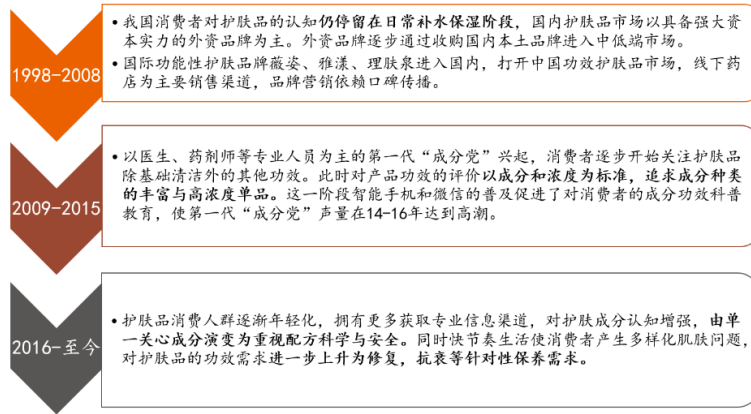 1998-2008
•我国消费者对护肤品的认知仍停留在日常补水保湿阶段，国内护肤品市场以具备强大资
本实力的外资品牌为主。外资品牌逐步通过收购国内本土品牌进入中低端市场。
•国际功能性护肤品牌薇姿、雅漾、理肤泉进入国内，打开中国功效护肤品市场，线下药
店为主要销售渠道，品牌营销依赖口碑传播。
2009-2015
•以医生、药剂师等专业人员为主的第一代“成分党”兴起，消费者逐步开始关注护肤品
除基础清洁外的其他功效。此时对产品功效的评价以成分和浓度为标准，追求成分种类
的丰富与高浓度单品。这一阶段智能手机和微信的普及促进了对消费者的成分功效科普
教育，使第一代“成分党”声量在14-16年达到高潮。
2016-至今
•护肤品消费人群逐渐年轻化，拥有更多获取专业信息渠道，对护肤成分认知增强，由单
一关心成分演变为重视配方科学与安全。同时快节奏生活使消费者产生多样化肌肤问题，
对护肤品的功效需求进一步上升为修复，抗衰等针对性保养需求。